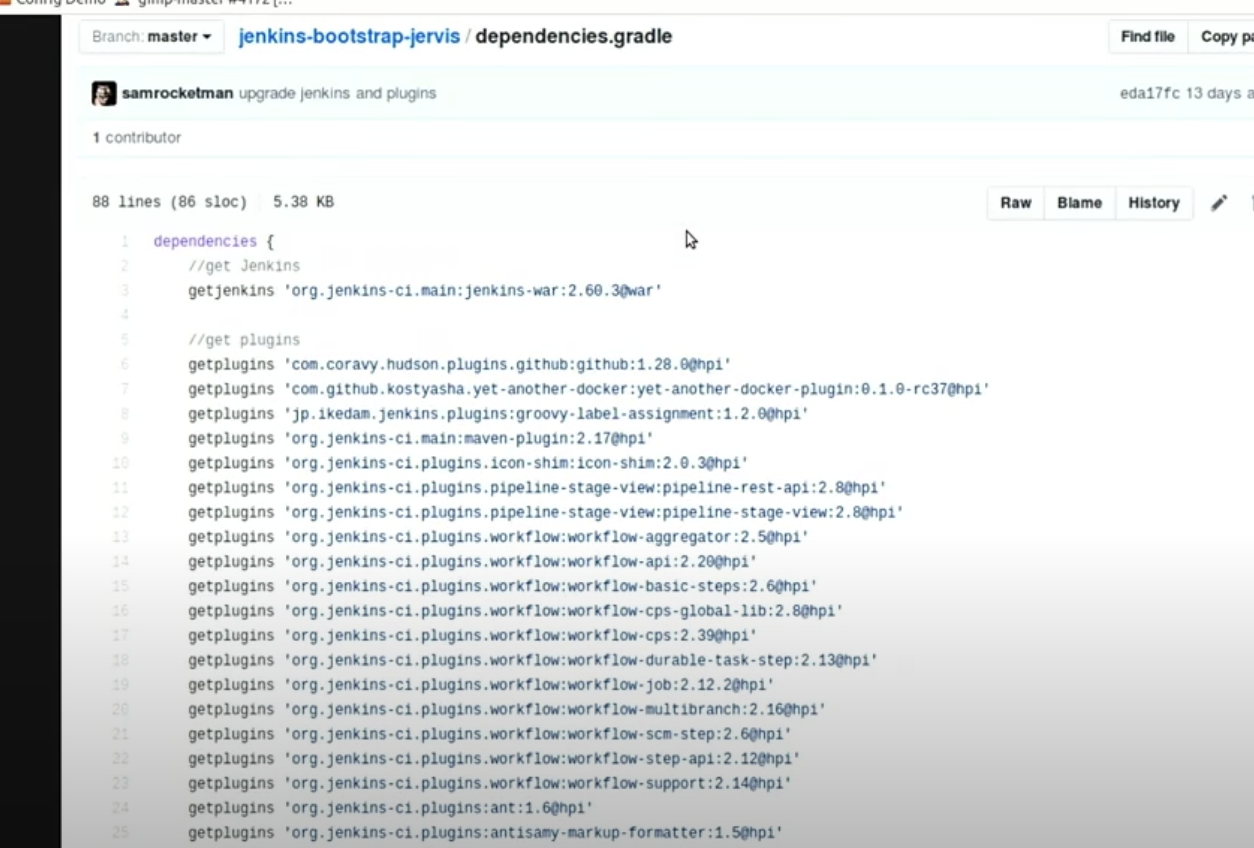 Config Demo gimp-master #4172 [...
Branch: master jenkins-bootstrap-jervis / dependencies.gradle Find file Copy pa
samrocketman upgrade jenkins and plugins eda17fc 13 days a
1 contributor
88 lines (86 sloc) 5.38 KB Raw Blame History
1 dependencies {
2 //get Jenkins
3 getjenkins 'org.jenkins-ci.main:jenkins-war:2.60.3@war'
4
5 //get plugins
6 getplugins 'com.coravy.hudson.plugins.github:github:1.28.0@hpi'
7 getplugins 'com.github.kostyasha.yet-another-docker:yet-another-docker-plugin:0.1.0-rc37@hpi'
8 getplugins 'jp.ikedam.jenkins.plugins:groovy-label-assignment:1.2.0@hpi'
9 getplugins 'org.jenkins-ci.main:maven-plugin:2.17@hpi'
10 getplugins 'org.jenkins-ci.plugins.icon-shim:icon-shim:2.0.3@hpi'
11 getplugins 'org.jenkins-ci.plugins.pipeline-stage-view:pipeline-rest-api:2.8@hpi'
12 getplugins 'org.jenkins-ci.plugins.pipeline-stage-view:pipeline-stage-view:2.8@hpi'
13 getplugins 'org.jenkins-ci.plugins.workflow:workflow-aggregator:2.5@hpi'
14 getplugins 'org.jenkins-ci.plugins.workflow:workflow-api:2.20@hpi'
15 getplugins 'org.jenkins-ci.plugins.workflow:workflow-basic-steps:2.6@hpi'
16 getplugins 'org.jenkins-ci.plugins.workflow:workflow-cps-global-lib:2.8@hpi'
17 getplugins 'org.jenkins-ci.plugins.workflow:workflow-cps:2.39@hpi'
18 getplugins 'org.jenkins-ci.plugins.workflow:workflow-durable-task-step:2.13@hpi'
19 getplugins 'org.jenkins-ci.plugins.workflow:workflow-job:2.12.2@hpi'
20 getplugins 'org.jenkins-ci.plugins.workflow:workflow-multibranch:2.16@hpi'
21 getplugins 'org.jenkins-ci.plugins.workflow:workflow-scm-step:2.6@hpi'
22 getplugins 'org.jenkins-ci.plugins.workflow:workflow-step-api:2.12@hpi'
23 getplugins 'org.jenkins-ci.plugins.workflow:workflow-support:2.14@hpi'
24 getplugins 'org.jenkins-ci.plugins:ant:1.6@hpi'
25 getplugins 'org.jenkins-ci.plugins:antisamy-markup-formatter:1.5@hpi'